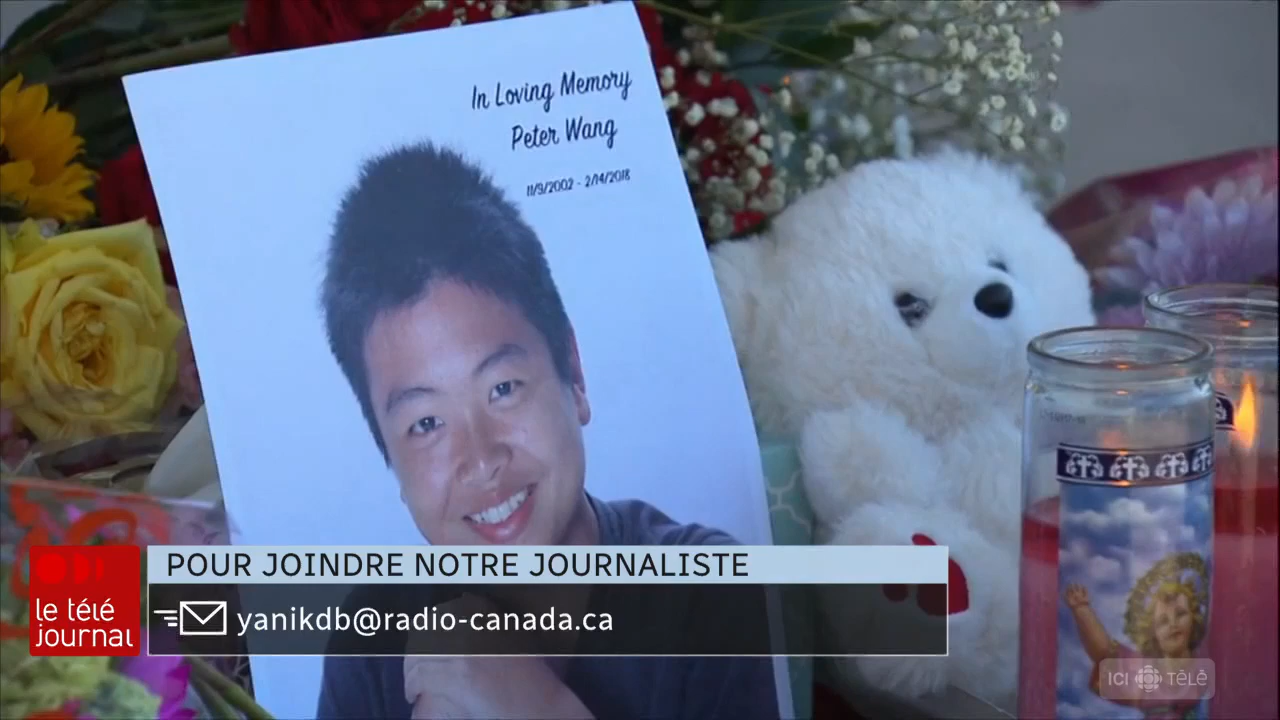 In Loving Memory
Peter Wang
11/9/2002 - 2/14/2018
POUR JOINDRE NOTRE JOURNALISTE
yanikdb@radio-canada.ca
le télé
journal
ICI TÉLÉ